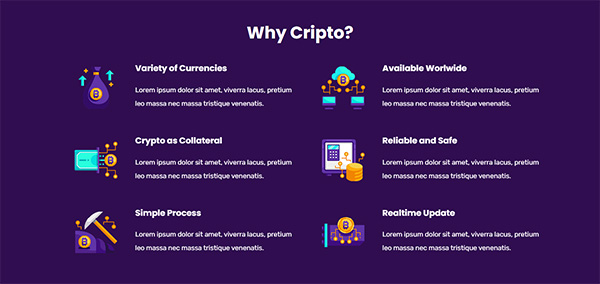 Why Cripto?
Variety of Currencies
Lorem ipsum dolor sit amet, viverra lacus, pretium
leo massa nec massa tristique venenatis.
Available Worlwide
Lorem ipsum dolor sit amet, viverra lacus, pretium
leo massa nec massa tristique venenatis.
Crypto as Collateral
Lorem ipsum dolor sit amet, viverra lacus, pretium
leo massa nec massa tristique venenatis.
Reliable and Safe
Lorem ipsum dolor sit amet, viverra lacus, pretium
leo massa nec massa tristique venenatis.
Simple Process
Lorem ipsum dolor sit amet, viverra lacus, pretium
leo massa nec massa tristique venenatis.
Realtime Update
Lorem ipsum dolor sit amet, viverra lacus, pretium
leo massa nec massa tristique venenatis.